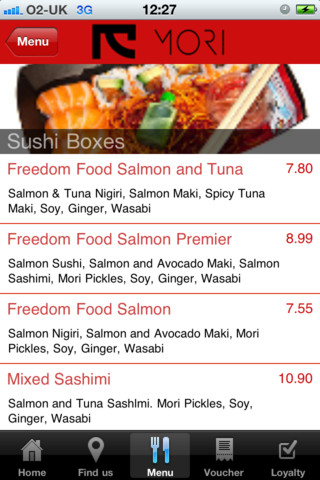 O2-UK 3G 12:27
Menu
MORI
Sushi Boxes
Freedom Food Salmon and Tuna 7.80
Salmon & Tuna Nigiri, Salmon Maki, Spicy Tuna
Maki, Soy, Ginger, Wasabi
Freedom Food Salmon Premier 8.99
Salmon Sushi, Salmon and Avocado Maki, Salmon
Sashimi, Mori Pickles, Soy, Ginger, Wasabi
Freedom Food Salmon 7.55
Salmon Nigiri, Salmon and Avocado Maki, Mori
Pickles, Soy, Ginger, Wasabi
Mixed Sashimi 10.90
Salmon and Tuna SashImi. Mori Pickles, Soy,
Ginger, Wasabi
Home Find us Menu Voucher Loyalty